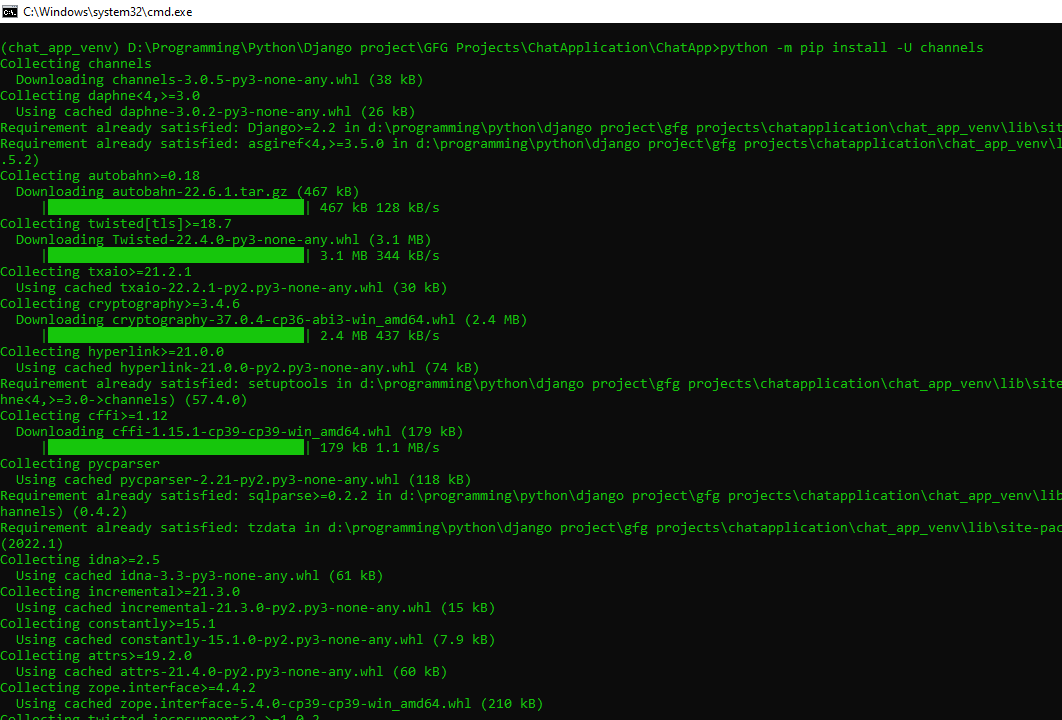 C:\Windows\system32\cmd.exe
(chat_app_venv) D:\Programming\Python\Django project\GFG Projects\ChatApplication\ChatApp>python -m pip install -U channels
Collecting channels
  Downloading channels-3.0.5-py3-none-any.whl (38 kB)
Collecting daphne<4,>=3.0
  Using cached daphne-3.0.2-py3-none-any.whl (26 kB)
Requirement already satisfied: Django>=2.2 in d:\programming\python\django project\gfg projects\chatapplication\chat_app_venv\lib\sit
Requirement already satisfied: asgiref<4,>=3.5.0 in d:\programming\python\django project\gfg projects\chatapplication\chat_app_venv\l
.5.2)
Collecting autobahn>=0.18
  Downloading autobahn-22.6.1.tar.gz (467 kB)
     || 467 kB 128 kB/s
Collecting twisted[tls]>=18.7
  Downloading Twisted-22.4.0-py3-none-any.whl (3.1 MB)
     || 3.1 MB 344 kB/s
Collecting txaio>=21.2.1
  Using cached txaio-22.2.1-py2.py3-none-any.whl (30 kB)
Collecting cryptography>=3.4.6
  Downloading cryptography-37.0.4-cp36-abi3-win_amd64.whl (2.4 MB)
     || 2.4 MB 437 kB/s
Collecting hyperlink>=21.0.0
  Using cached hyperlink-21.0.0-py2.py3-none-any.whl (74 kB)
Requirement already satisfied: setuptools in d:\programming\python\django project\gfg projects\chatapplication\chat_app_venv\lib\site
hne<4,>=3.0->channels) (57.4.0)
Collecting cffi>=1.12
  Downloading cffi-1.15.1-cp39-cp39-win_amd64.whl (179 kB)
     || 179 kB 1.1 MB/s
Collecting pycparser
  Using cached pycparser-2.21-py2.py3-none-any.whl (118 kB)
Requirement already satisfied: sqlparse>=0.2.2 in d:\programming\python\django project\gfg projects\chatapplication\chat_app_venv\lib
hannels) (0.4.2)
Requirement already satisfied: tzdata in d:\programming\python\django project\gfg projects\chatapplication\chat_app_venv\lib\site-pac
(2022.1)
Collecting idna>=2.5
  Using cached idna-3.3-py3-none-any.whl (61 kB)
Collecting incremental>=21.3.0
  Using cached incremental-21.3.0-py2.py3-none-any.whl (15 kB)
Collecting constantly>=15.1
  Using cached constantly-15.1.0-py2.py3-none-any.whl (7.9 kB)
Collecting attrs>=19.2.0
  Using cached attrs-21.4.0-py2.py3-none-any.whl (60 kB)
Collecting zope.interface>=4.4.2
  Using cached zope.interface-5.4.0-cp39-cp39-win_amd64.whl (210 kB)
Collecting twisted-iocpsupport<2,>=1.0.2